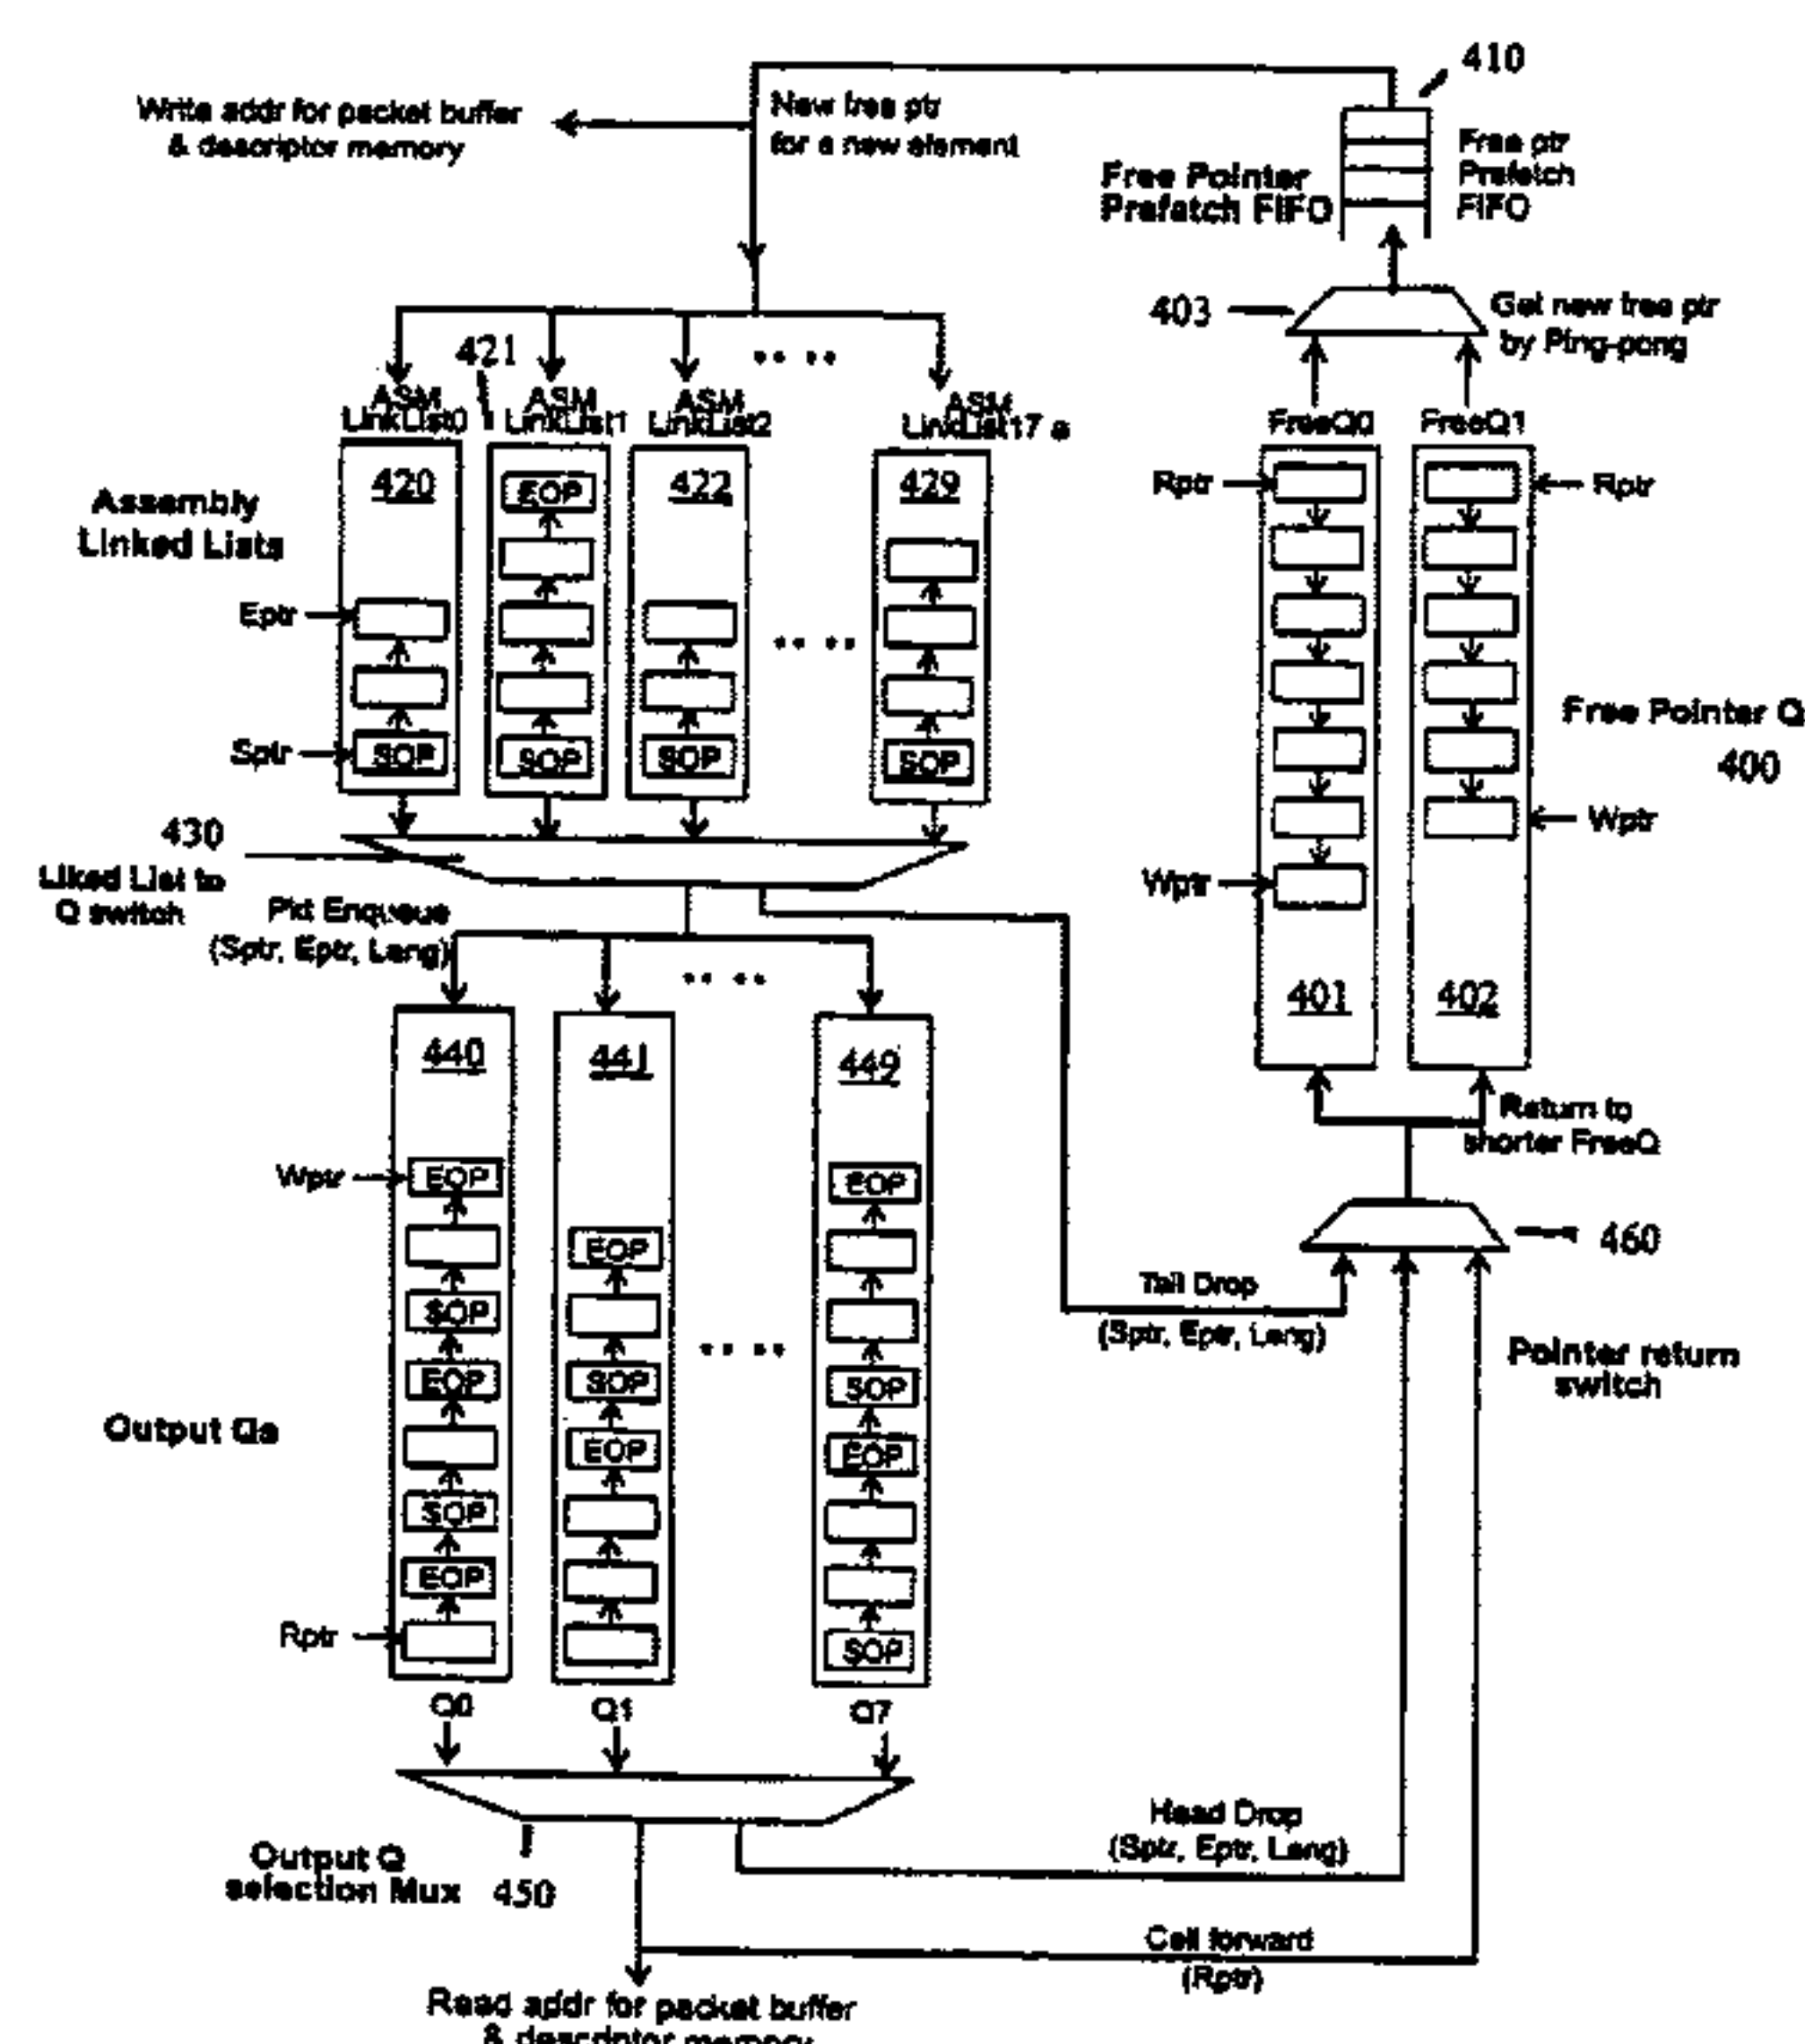 410
Write addr for packet buffer
& descriptor memory
New free ptr
for a new element
Free Pointer
Prefetch FIFO
Free ptr
Prefetch
FIFO
403
Get new free ptr
by Ping-pong
421
ASM
LinkList0
ASM
LinkList1
ASM
LinkList2
ASM
LinkList17 a
FreeQ0
FreeQ1
Assembly
Linked Lists
420
EOP
422
429
Rptr
Rptr
Eptr
Sptr
SOP
SOP
SOP
SOP
Free Pointer Q
400
Wptr
Wptr
430
Liked List to
Q switch
Pkt Enqueue
(Sptr, Eptr, Leng)
401
402
440
441
449
Return to
shorter FreeQ
Wptr
EOP
EOP
EOP
460
Tail Drop
(Sptr, Eptr, Leng)
SOP
Pointer return
switch
EOP
SOP
SOP
Output Qs
EOP
EOP
SOP
EOP
Rptr
SOP
Q0
Q1
Q7
Output Q
selection Mux
450
Head Drop
(Sptr, Eptr, Leng)
Cell forward
(Rptr)
Read addr for packet buffer
& descriptor memory